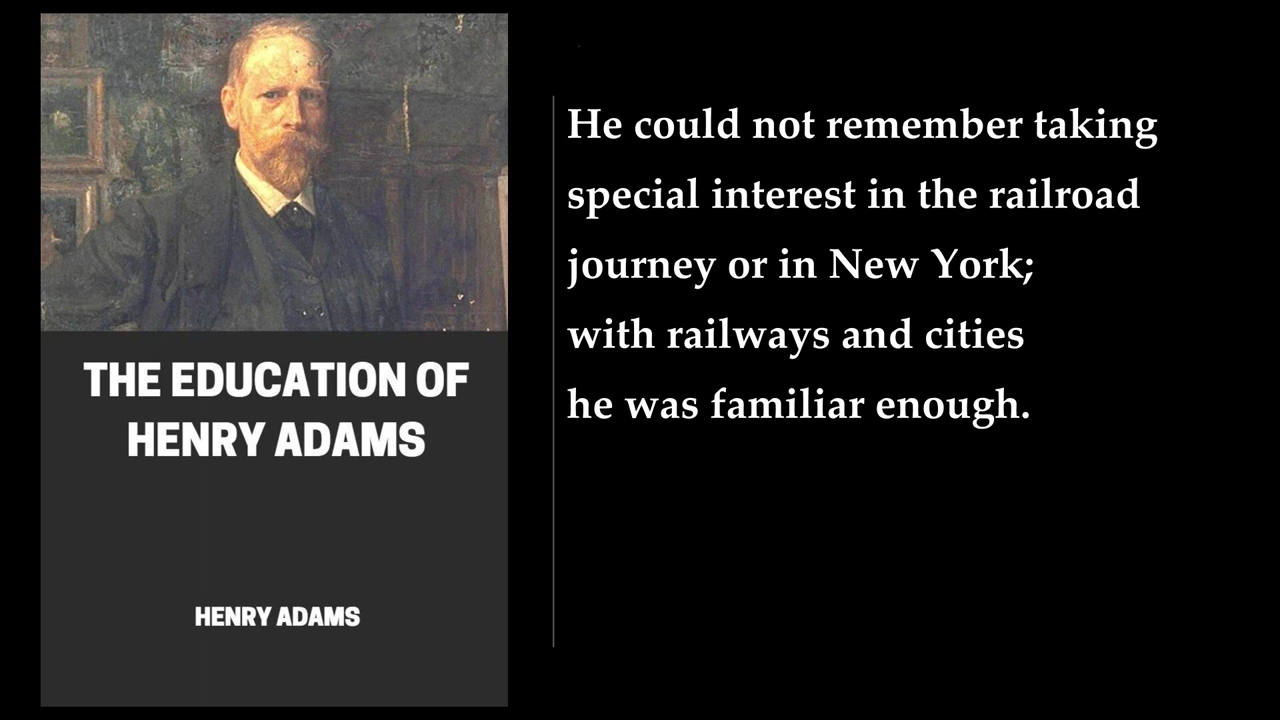 THE EDUCATION OF
HENRY ADAMS
HENRY ADAMS
He could not remember taking
special interest in the railroad
journey or in New York;
with railways and cities
he was familiar enough.